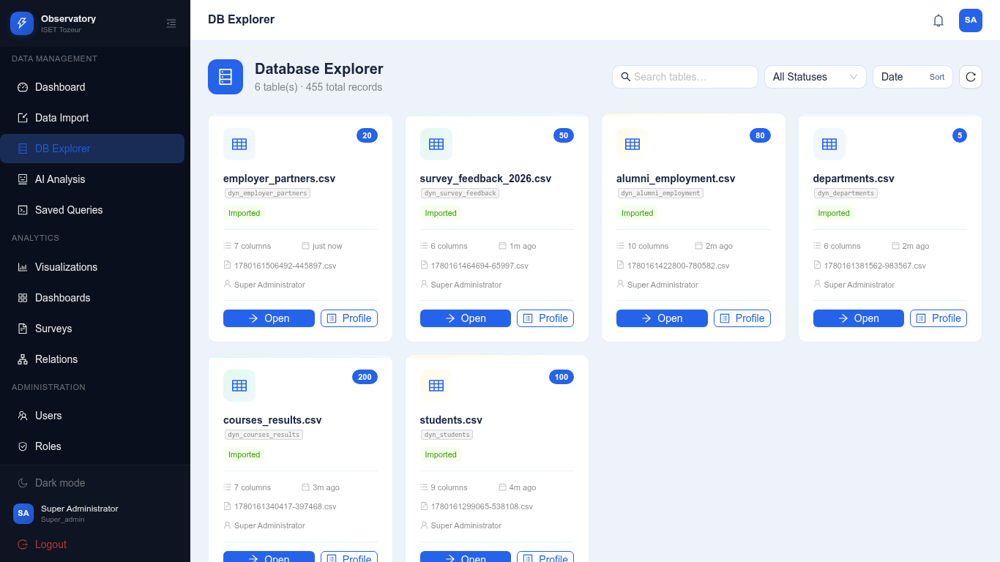 Observatory
ISET Tozeur
DATA MANAGEMENT
Dashboard
Data Import
DB Explorer
AI Analysis
Saved Queries
ANALYTICS
Visualizations
Dashboards
Surveys
Relations
ADMINISTRATION
Users
Roles
Dark mode
SA
Super Administrator
Super_admin
Logout
DB Explorer
SA
Database Explorer
6 table(s) · 455 total records
Search tables...
All Statuses
Date Sort
20
employer_partners.csv
dyn_employer_partners
Imported
7 columns just now
1780161506492-445897.csv
Super Administrator
Open Profile
50
survey_feedback_2026.csv
dyn_survey_feedback
Imported
6 columns 1m ago
1780161464694-65997.csv
Super Administrator
Open Profile
80
alumni_employment.csv
dyn_alumni_employment
Imported
10 columns 2m ago
1780161422800-780582.csv
Super Administrator
Open Profile
5
departments.csv
dyn_departments
Imported
6 columns 2m ago
1780161381562-983567.csv
Super Administrator
Open Profile
200
courses_results.csv
dyn_courses_results
Imported
7 columns 3m ago
1780161340417-397468.csv
Super Administrator
Open Profile
100
students.csv
dyn_students
Imported
9 columns 4m ago
1780161299065-538108.csv
Super Administrator
Open Profile